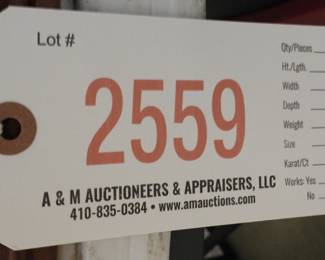 Lot #
2559
A & M AUCTIONEERS & APPRAISERS, LLC
410-835-0384 • www.amauctions.com
Qty/Pieces
Ht./Lgth.
Width
Depth
Weight
Size
Karat/Ct
Works: Yes
No